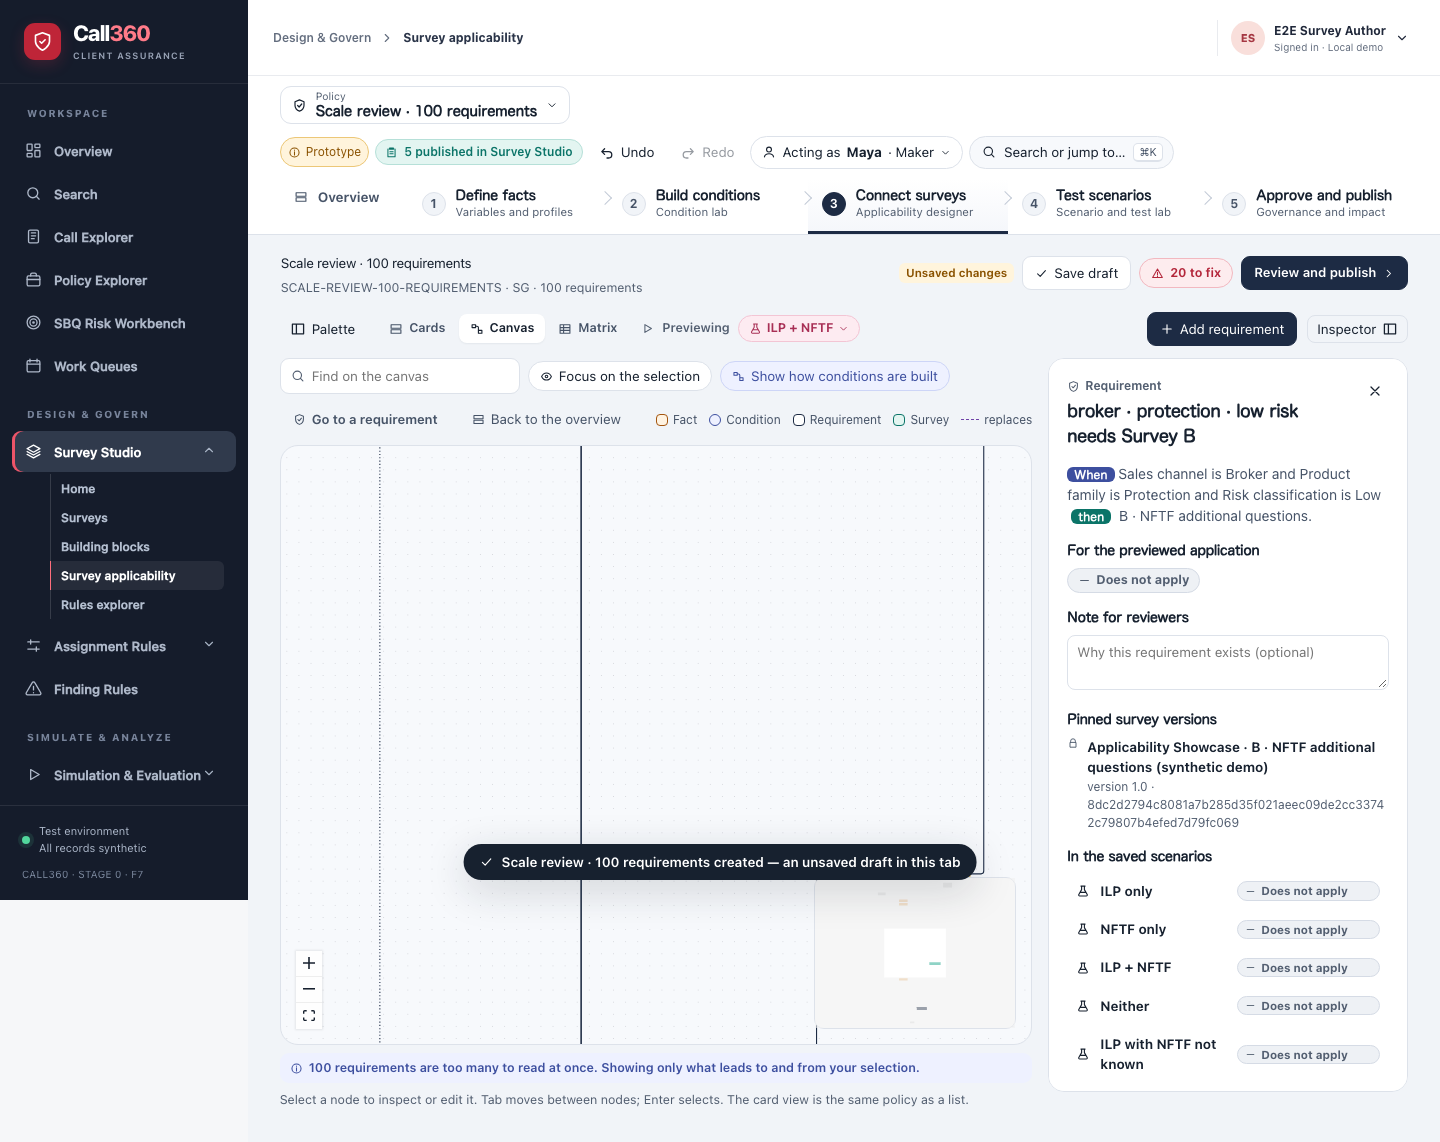 Call360
CLIENT ASSURANCE
WORKSPACE
Overview
Search
Call Explorer
Policy Explorer
SBQ Risk Workbench
Work Queues
DESIGN & GOVERN
Survey Studio
Home
Surveys
Building blocks
Survey applicability
Rules explorer
Assignment Rules
Finding Rules
SIMULATE & ANALYZE
Simulation & Evaluation
Test environment
All records synthetic
CALL360 · STAGE 0 · F7
Design & Govern
Survey applicability
ES
E2E Survey Author
Signed in · Local demo
Policy
Scale review · 100 requirements
Prototype
5 published in Survey Studio
Undo
Redo
Acting as Maya · Maker
Search or jump to...
⌘K
Overview
1
Define facts
Variables and profiles
2
Build conditions
Condition lab
3
Connect surveys
Applicability designer
4
Test scenarios
Scenario and test lab
5
Approve and publish
Governance and impact
Scale review · 100 requirements
SCALE-REVIEW-100-REQUIREMENTS · SG · 100 requirements
Unsaved changes
Save draft
20 to fix
Review and publish
Palette
Cards
Canvas
Matrix
Previewing
ILP + NFTF
Add requirement
Inspector
Find on the canvas
Focus on the selection
Show how conditions are built
Go to a requirement
Back to the overview
Fact
Condition
Requirement
Survey
replaces
Scale review · 100 requirements created — an unsaved draft in this tab
100 requirements are too many to read at once. Showing only what leads to and from your selection.
Select a node to inspect or edit it. Tab moves between nodes; Enter selects. The card view is the same policy as a list.
Requirement
broker · protection · low risk
needs Survey B
When Sales channel is Broker and Product
family is Protection and Risk classification is Low
then B · NFTF additional questions.
For the previewed application
Does not apply
Note for reviewers
Why this requirement exists (optional)
Pinned survey versions
Applicability Showcase · B · NFTF additional
questions (synthetic demo)
version 1.0 ·
8dc2d2794c8081a7b285d35f021aeec09de2cc3374
2c79807b4efed7d79fc069
In the saved scenarios
ILP only
Does not apply
NFTF only
Does not apply
ILP + NFTF
Does not apply
Neither
Does not apply
ILP with NFTF not
known
Does not apply